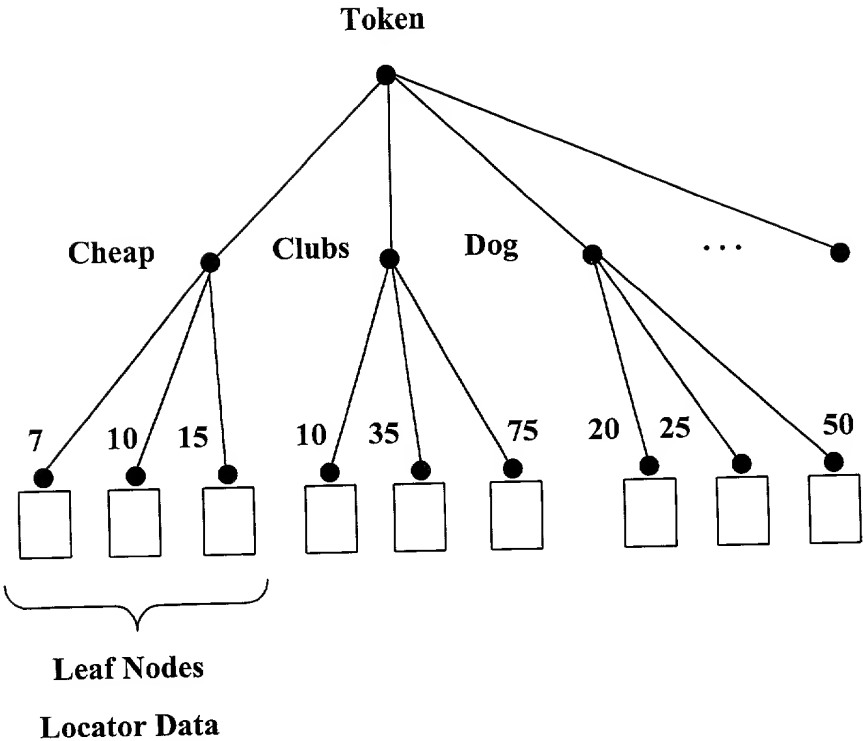 Token
Cheap Clubs Dog ...
7 10 15 10 35 75 20 25 50
Leaf Nodes
Locator Data